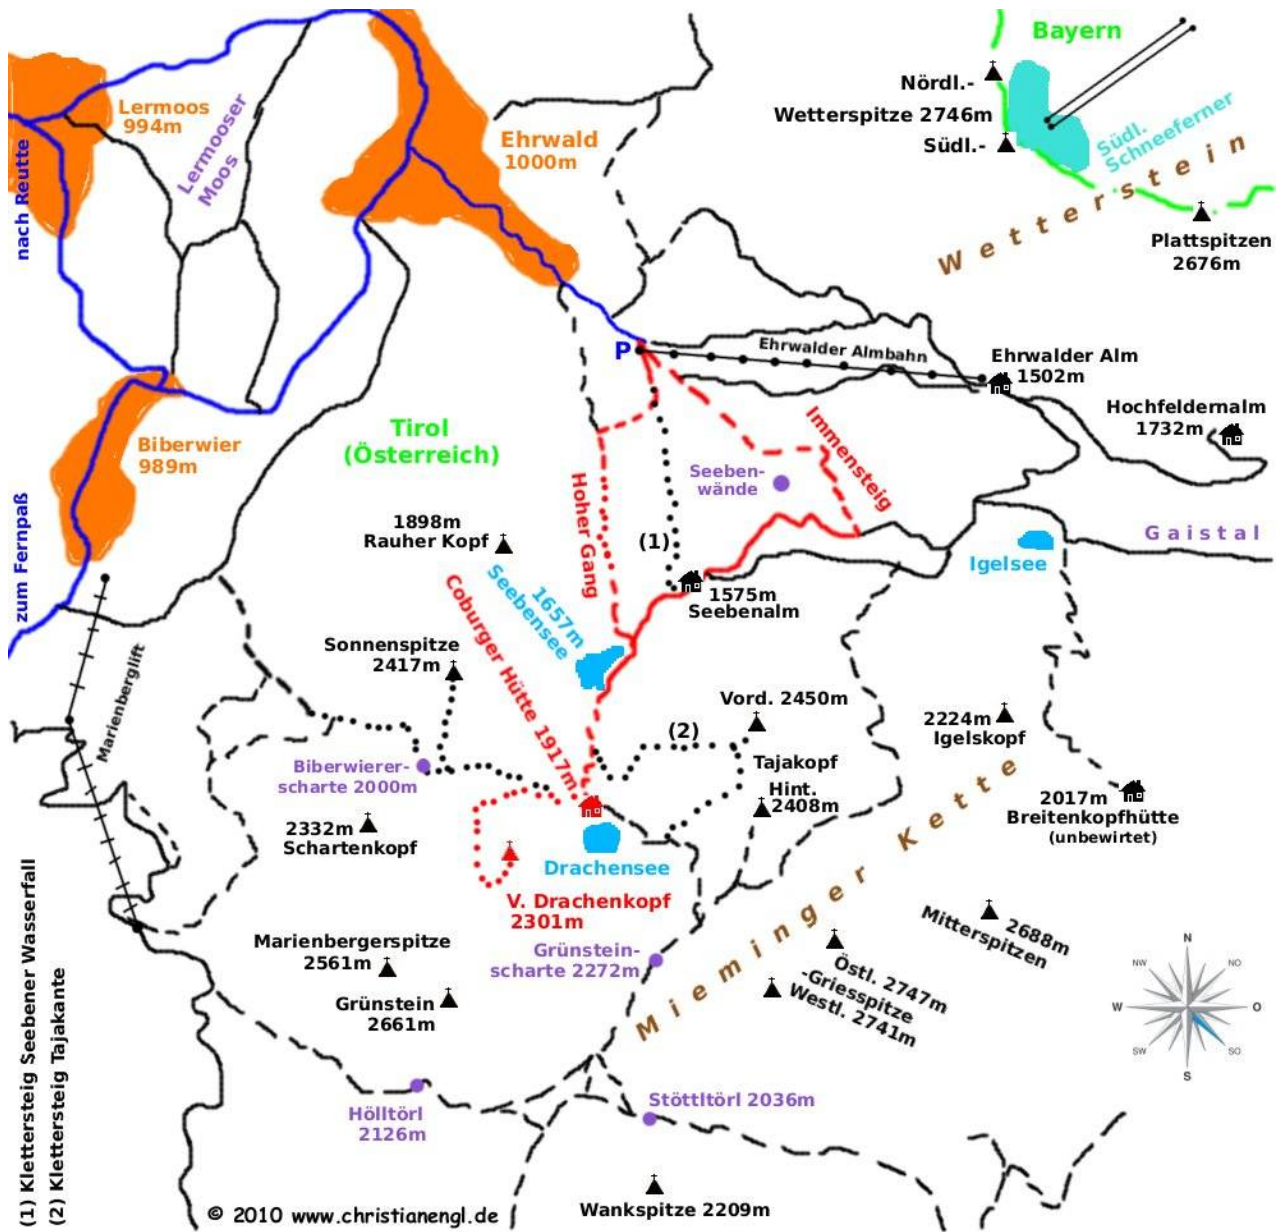 Bayern
Nördl.-
Wetterspitze 2746m
Südl.-
Südl.
Schneeferner
Wetterstein
Plattspitzen
2676m
Lermoos
994m
Lermooser
Moos
Ehrwald
1000m
nach Reutte
P
Ehrwalder Almbahn
Ehrwalder Alm
1502m
Hochfeldernalm
1732m
Tirol
(Österreich)
Biberwier
989m
Immensteig
Seeben-
wände
Hoher Gang
(1)
zum Fernpaß
1898m
Rauher Kopf
Gaistal
Igelsee
1575m
Seebenalm
1657m
Seebensee
Coburger Hütte 1917m
Sonnenspitze
2417m
Marienberglift
Vord. 2450m
(2)
Tajakopf
Hint.
2408m
2224m
Igelskopf
Biberwierer-
scharte 2000m
2332m
Schartenkopf
2017m
Breitenkopfhütte
(unbewirtet)
Drachensee
V. Drachenkopf
2301m
Mieminger Kette
2688m
Mitterspitzen
Marienbergerspitze
2561m
Grünstein-
scharte 2272m
Östl. 2747m
-Griesspitze
Westl. 2741m
Grünstein
2661m
N
NW
NO
W
O
SW
SO
S
Hölltörl
2126m
Stöttltörl 2036m
Wankspitze 2209m
(1) Klettersteig Seebener Wasserfall
(2) Klettersteig Tajakante
© 2010 www.christianengl.de